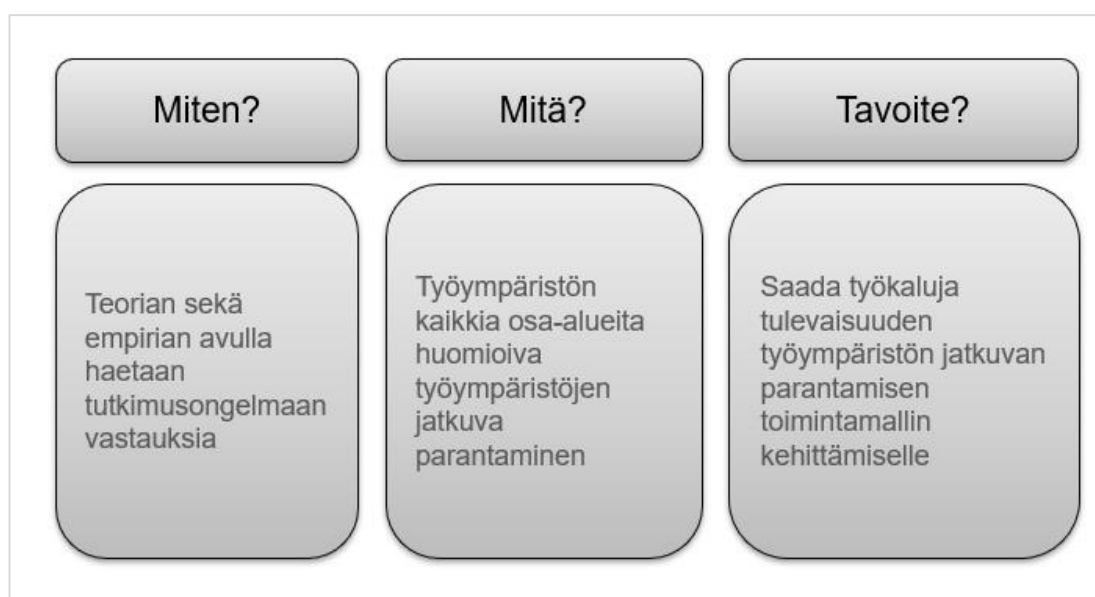 Miten?
Mitä?
Tavoite?
Teorian sekä
empirian avulla
haetaan
tutkimusongelmaan
vastauksia
Työympäristön
kaikkia osa-alueita
huomioiva
työympäristöjen
jatkuva
parantaminen
Saada työkaluja
tulevaisuuden
työympäristön jatkuvan
parantamisen
toimintamallin
kehittämiselle